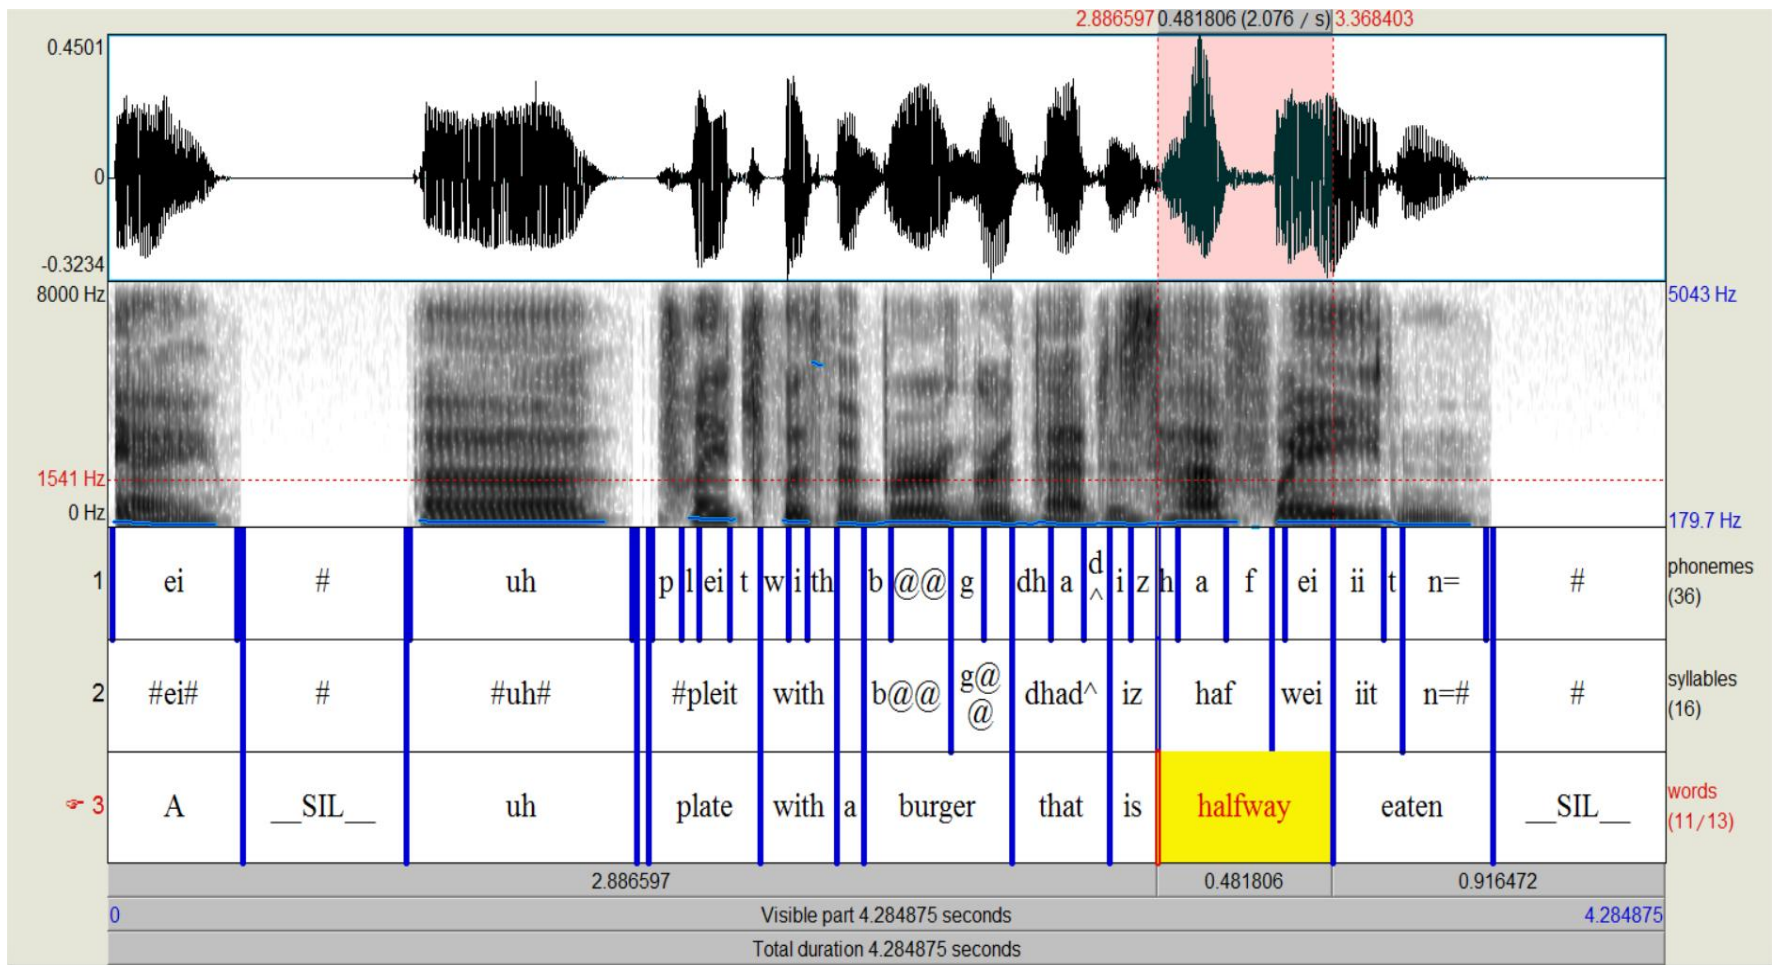 2.886597 0.481806 (2.076 / s) 3.368403
0.4501
0
-0.3234
8000 Hz 5043 Hz
1541 Hz
0 Hz 179.7 Hz
1 ei # uh p l ei t w i th b @@ g dh a d^ i z h a f ei ii t n= # phonemes (36)
2 #ei# # #uh# #pleit with b@@ g@@ dhad^ iz haf wei iit n=# # syllables (16)
☞ 3 A __SIL__ uh plate with a burger that is halfway eaten __SIL__ words (11/13)
2.886597 0.481806 0.916472
0 Visible part 4.284875 seconds 4.284875
Total duration 4.284875 seconds